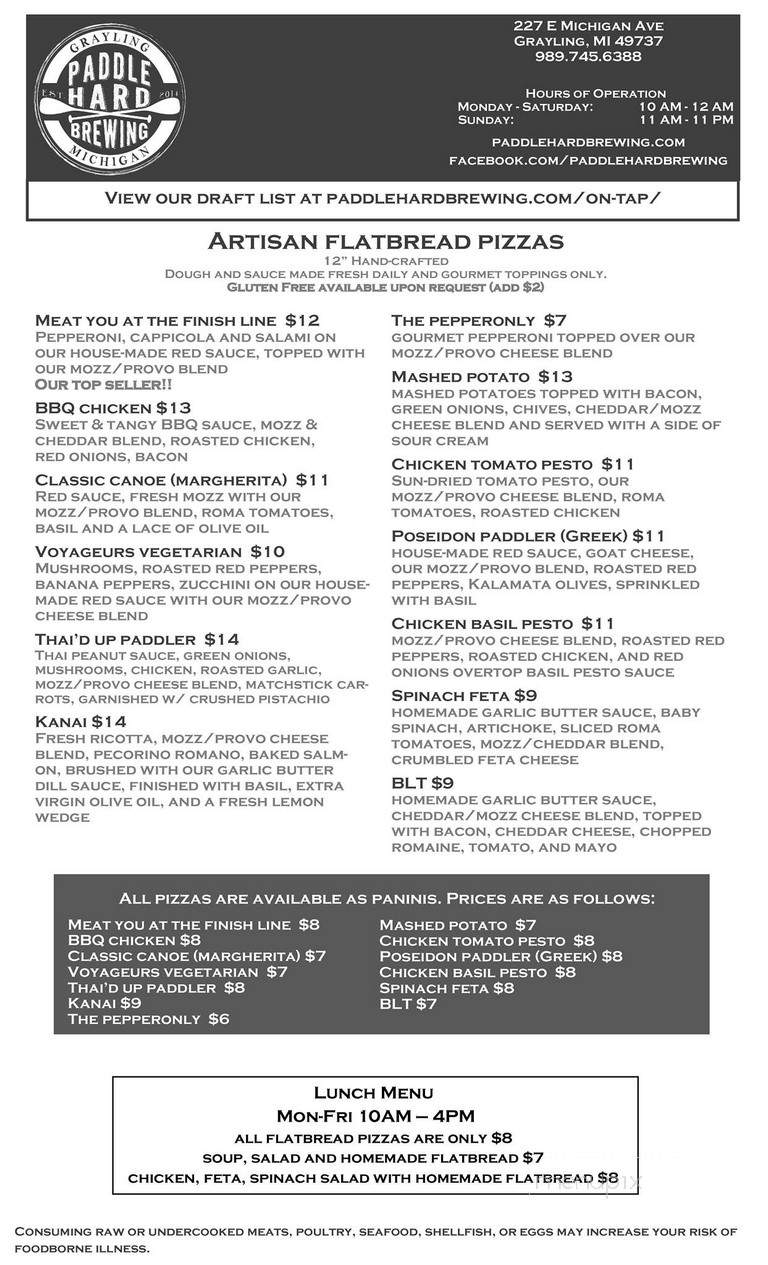 GRAYLING
PADDLE
EST. 2014
HARD
BREWING
MICHIGAN
227 E Michigan Ave
Grayling, MI 49737
989.745.6388
Hours of Operation
Monday - Saturday: 10 AM - 12 AM
Sunday: 11 AM - 11 PM
paddlehardbrewing.com
facebook.com/paddlehardbrewing
View our draft list at paddlehardbrewing.com/on-tap/
Artisan flatbread pizzas
12” Hand-crafted
Dough and sauce made fresh daily and gourmet toppings only.
Gluten Free available upon request (add $2)
Meat you at the finish line $12
Pepperoni, cappicola and salami on
our house-made red sauce, topped with
our mozz/provo blend
Our top seller!!
BBQ chicken $13
Sweet & tangy BBQ sauce, mozz &
cheddar blend, roasted chicken,
red onions, bacon
Classic canoe (margherita) $11
Red sauce, fresh mozz with our
mozz/provo blend, roma tomatoes,
basil and a lace of olive oil
Voyageurs vegetarian $10
Mushrooms, roasted red peppers,
banana peppers, zucchini on our house-
made red sauce with our mozz/provo
cheese blend
Thai’d up paddler $14
Thai peanut sauce, green onions,
mushrooms, chicken, roasted garlic,
mozz/provo cheese blend, matchstick car-
rots, garnished w/ crushed pistachio
Kanai $14
Fresh ricotta, mozz/provo cheese
blend, pecorino romano, baked salm-
on, brushed with our garlic butter
dill sauce, finished with basil, extra
virgin olive oil, and a fresh lemon
wedge
The pepperonly $7
gourmet pepperoni topped over our
mozz/provo cheese blend
Mashed potato $13
mashed potatoes topped with bacon,
green onions, chives, cheddar/mozz
cheese blend and served with a side of
sour cream
Chicken tomato pesto $11
Sun-dried tomato pesto, our
mozz/provo cheese blend, roma
tomatoes, roasted chicken
Poseidon paddler (Greek) $11
house-made red sauce, goat cheese,
our mozz/provo blend, roasted red
peppers, Kalamata olives, sprinkled
with basil
Chicken basil pesto $11
mozz/provo cheese blend, roasted red
peppers, roasted chicken, and red
onions overtop basil pesto sauce
Spinach feta $9
homemade garlic butter sauce, baby
spinach, artichoke, sliced roma
tomatoes, mozz/cheddar blend,
crumbled feta cheese
BLT $9
homemade garlic butter sauce,
cheddar/mozz cheese blend, topped
with bacon, cheddar cheese, chopped
romaine, tomato, and mayo
All pizzas are available as paninis. Prices are as follows:
Meat you at the finish line $8
BBQ chicken $8
Classic canoe (margherita) $7
Voyageurs vegetarian $7
Thai’d up paddler $8
Kanai $9
The pepperonly $6
Mashed potato $7
Chicken tomato pesto $8
Poseidon paddler (Greek) $8
Chicken basil pesto $8
Spinach feta $8
BLT $7
Lunch Menu
Mon-Fri 10AM – 4PM
all flatbread pizzas are only $8
soup, salad and homemade flatbread $7
chicken, feta, spinach salad with homemade flatbread $8
menupix
Consuming raw or undercooked meats, poultry, seafood, shellfish, or eggs may increase your risk of
foodborne illness.